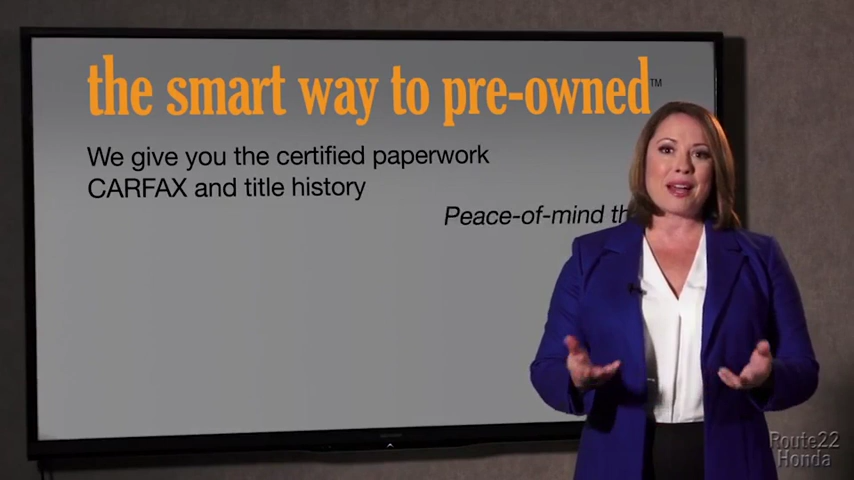 the smart way to pre-owned™
We give you the certified paperwork
CARFAX and title history
Peace-of-mind th
Route22
Honda